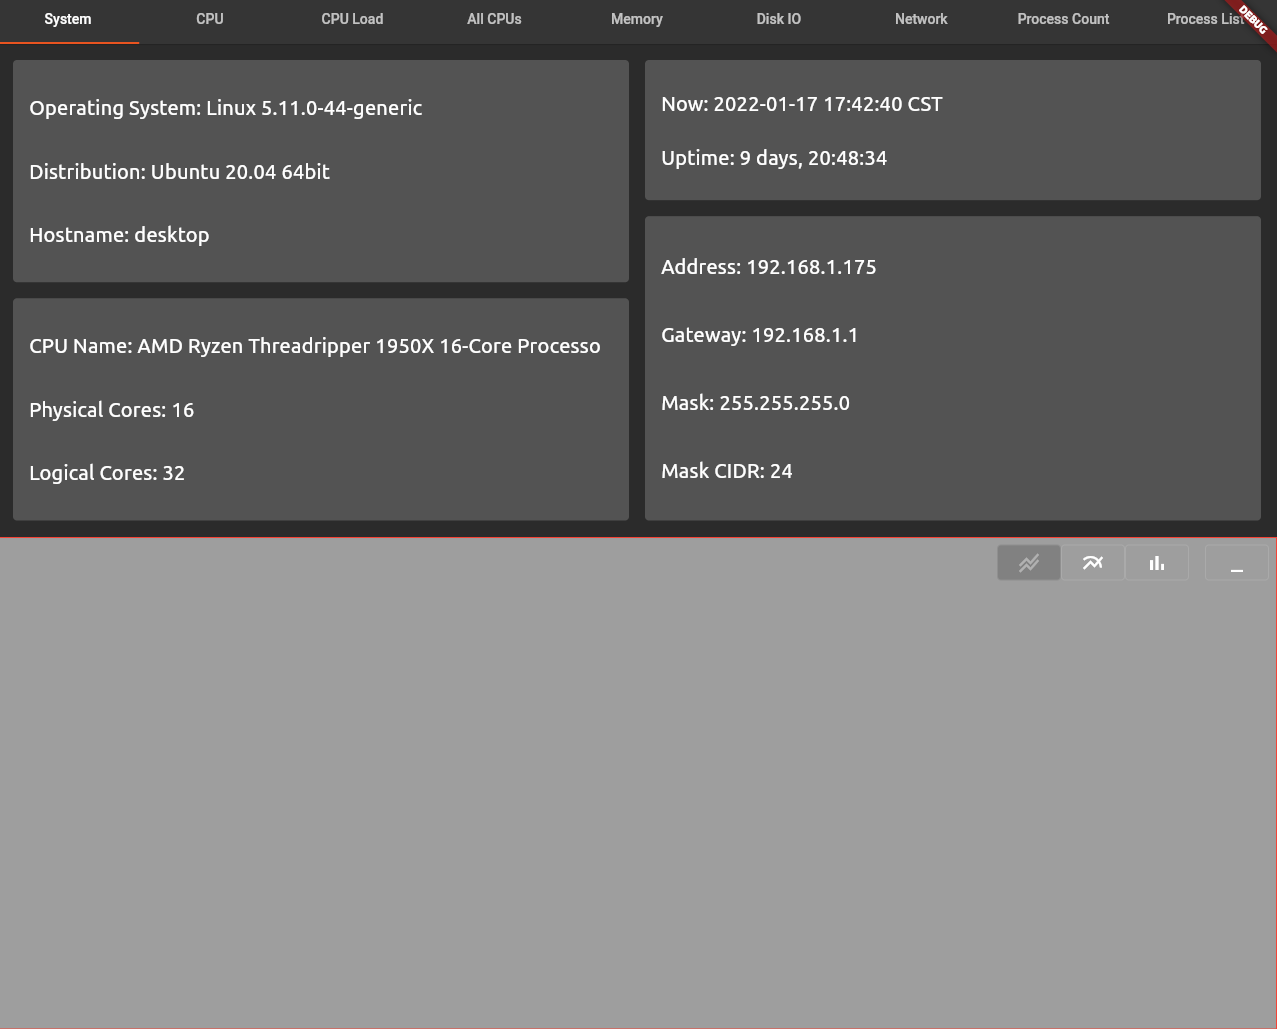 System CPU CPU Load All CPUs Memory Disk IO Network Process Count Process List
DEBUG
Operating System: Linux 5.11.0-44-generic
Distribution: Ubuntu 20.04 64bit
Hostname: desktop
CPU Name: AMD Ryzen Threadripper 1950X 16-Core Processo
Physical Cores: 16
Logical Cores: 32
Now: 2022-01-17 17:42:40 CST
Uptime: 9 days, 20:48:34
Address: 192.168.1.175
Gateway: 192.168.1.1
Mask: 255.255.255.0
Mask CIDR: 24